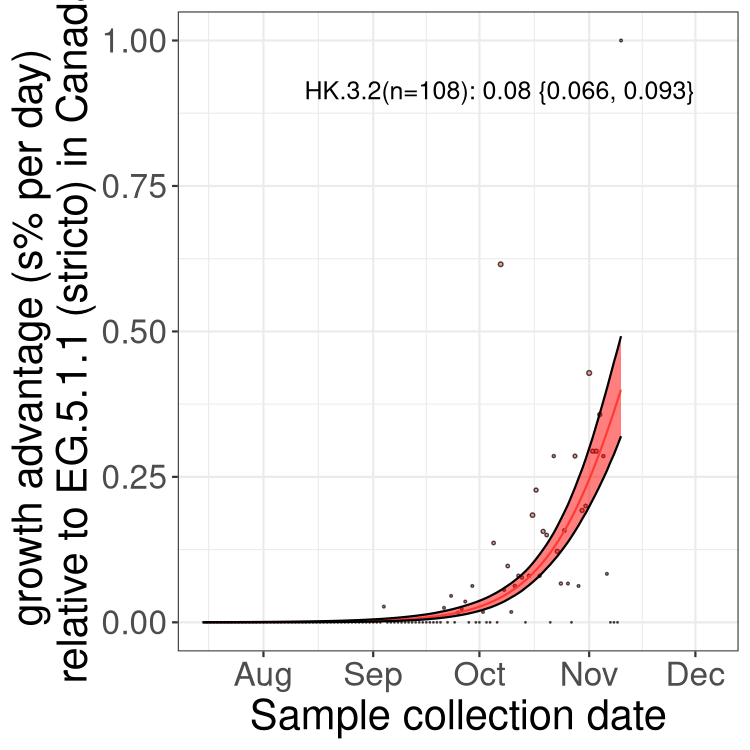 growth advantage (s% per day)
relative to EG.5.1.1 (stricto) in Canada
1.00
HK.3.2(n=108): 0.08 {0.066, 0.093}
0.75
0.50
0.25
0.00
Aug Sep Oct Nov Dec
Sample collection date